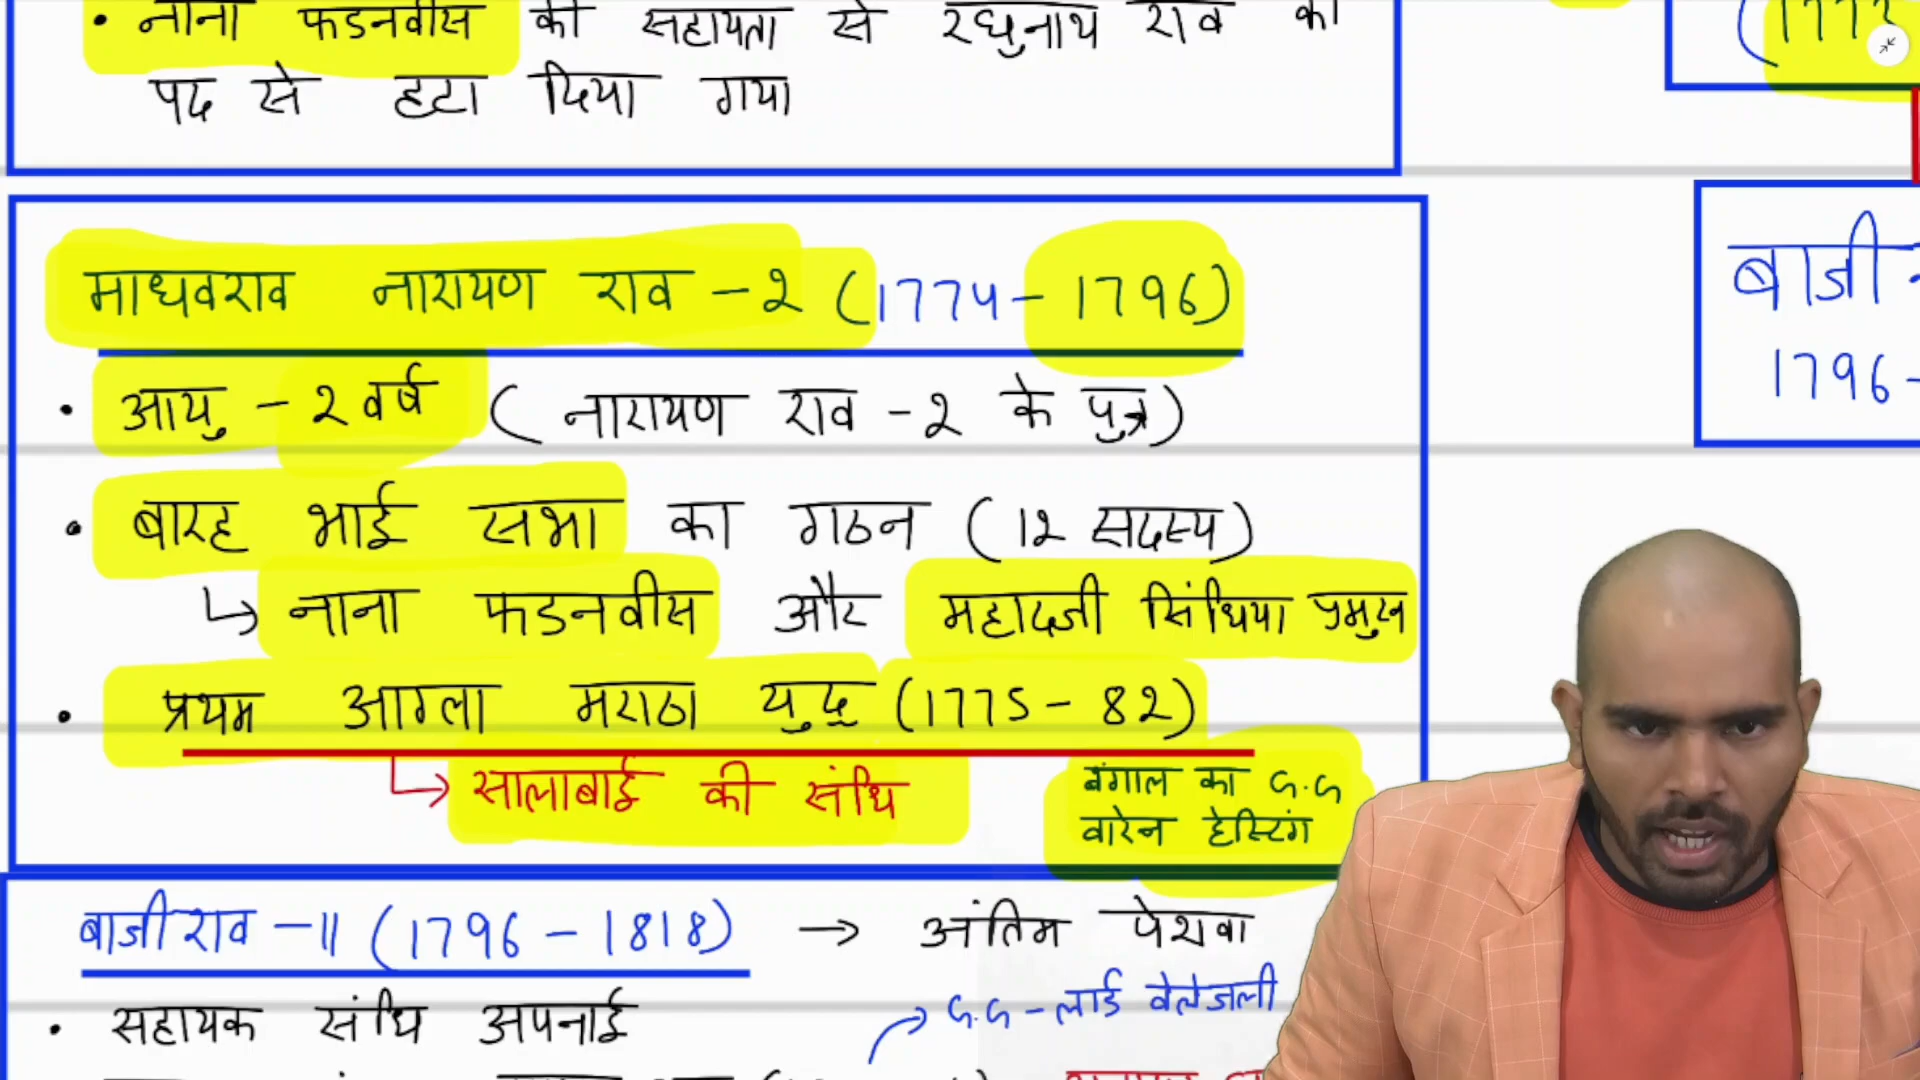 • नाना फडनवीस की सहायता से रघुनाथ राव को
पद से हटा दिया गया
(1772
माधवराव नारायण राव - 2 (1774 - 1796)
• आयु - 2 वर्ष ( नारायण राव - 2 के पुत्र)
• बारह भाई सभा का गठन (12 सदस्य)
↳ नाना फडनवीस और महादजी सिंधिया प्रमुख
• प्रथम आग्ला मराठा युद्ध (1775 - 82)
↳ सालाबाई की संधि
बंगाल का G.G
वारेन हेस्टिंग
बाजी
1796 -
बाजीराव - II (1796 - 1818) → अंतिम पेशवा
• सहायक संधि अपनाई
→ G.G - लार्ड वेलेजली